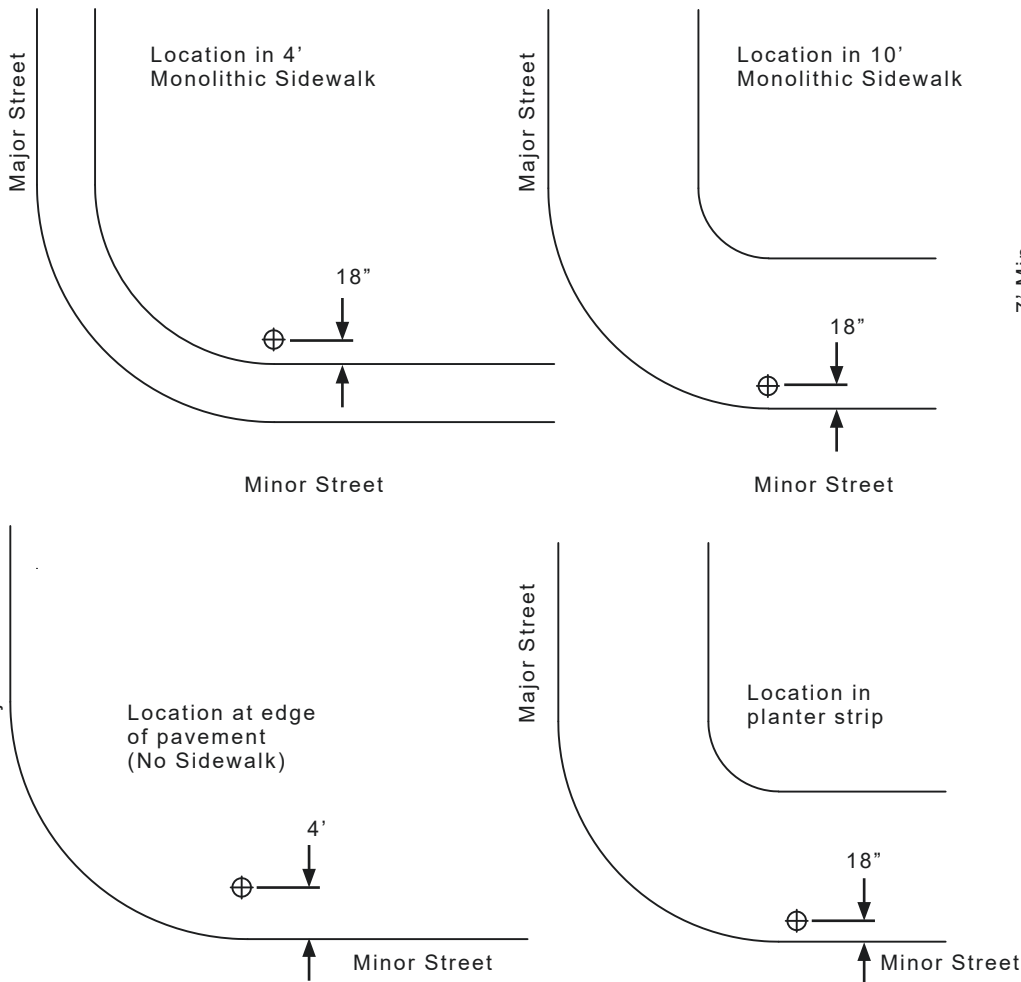 Major Street
Location in 4’
Monolithic Sidewalk
18”
Minor Street
Major Street
Location in 10’
Monolithic Sidewalk
18”
Minor Street
Location at edge
of pavement
(No Sidewalk)
4’
Minor Street
Major Street
Location in
planter strip
18”
Minor Street